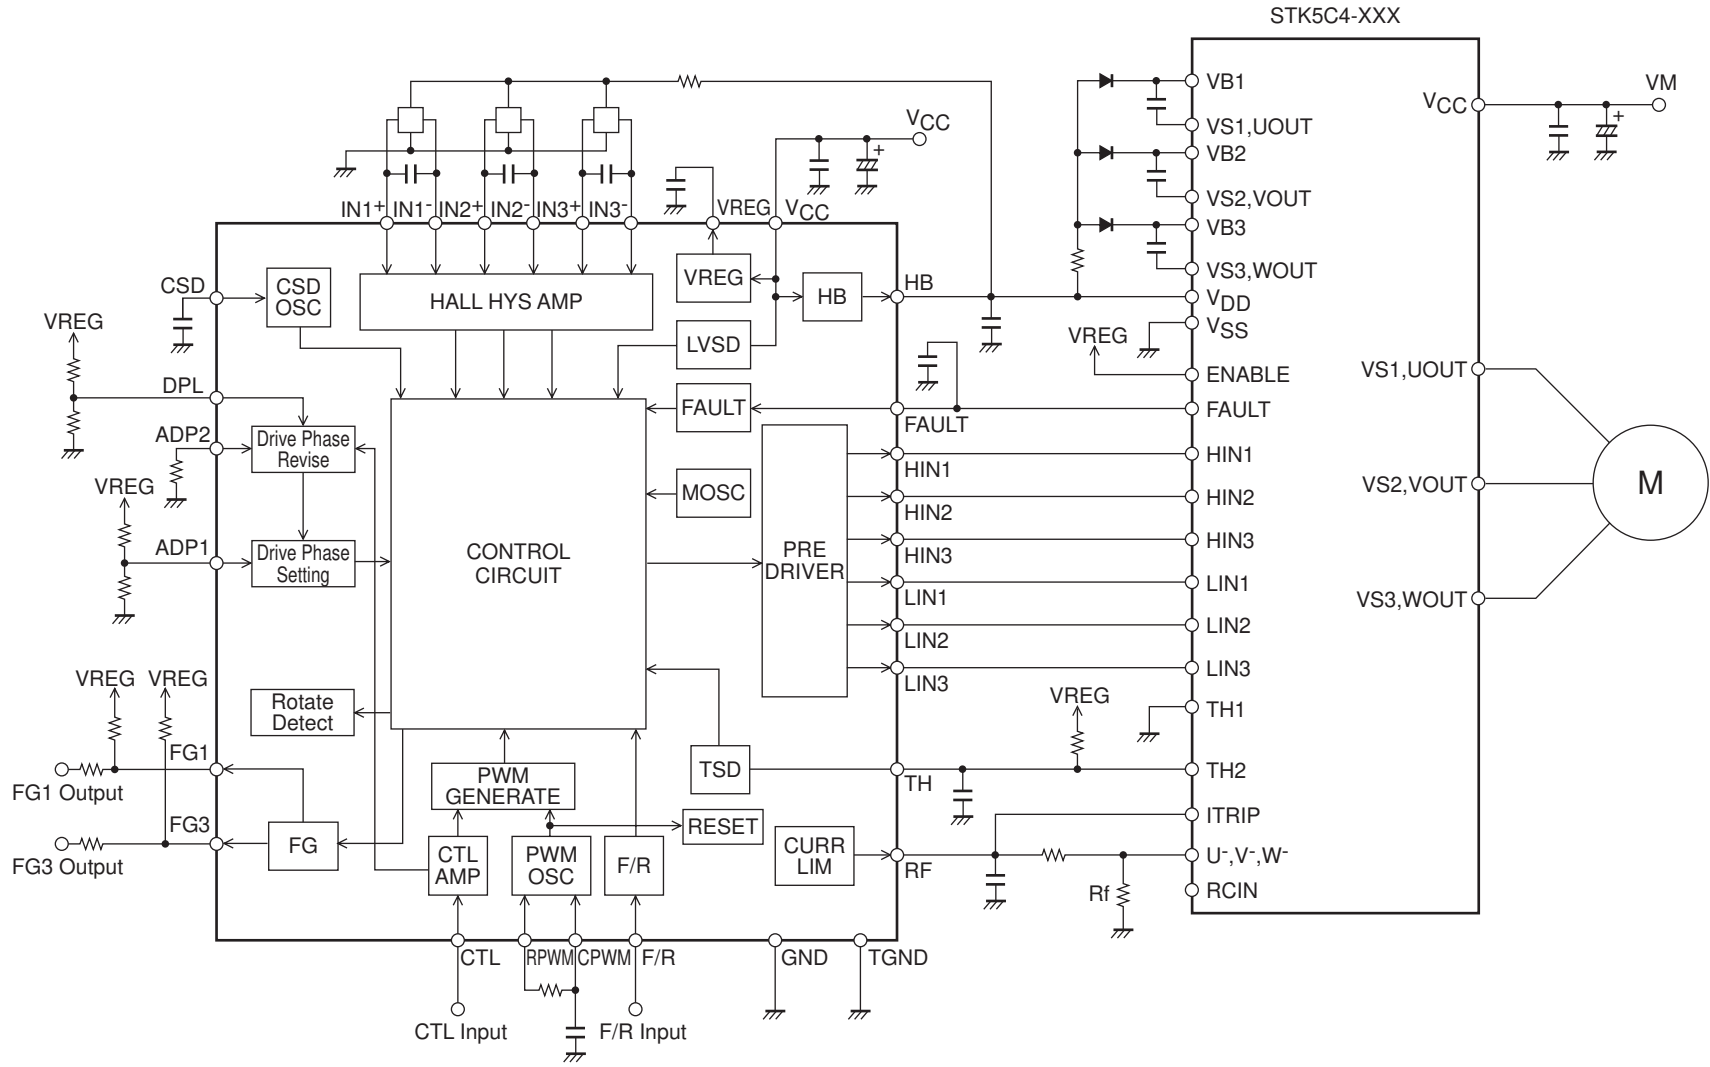 STK5C4-XXX
VB1
VM
VCC
VCC
VS1,UOUT
VB2
VS2,VOUT
IN1+ IN1- IN2+ IN2- IN3+ IN3-
VREG
VCC
VB3
VS3,WOUT
CSD
CSD
OSC
HALL HYS AMP
VREG
HB
HB
VDD
VSS
VREG
LVSD
VREG
ENABLE
VS1,UOUT
DPL
FAULT
FAULT
FAULT
ADP2
Drive Phase
Revise
HIN1
HIN1
VREG
MOSC
HIN2
HIN2
VS2,VOUT
M
ADP1
Drive Phase
Setting
CONTROL
CIRCUIT
PRE
DRIVER
HIN3
HIN3
LIN1
LIN1
VS3,WOUT
LIN2
LIN2
LIN3
LIN3
VREG
VREG
Rotate
Detect
VREG
TH1
FG1
FG1 Output
PWM
GENERATE
TSD
TH
TH2
FG3
FG3 Output
FG
CTL
AMP
PWM
OSC
F/R
RESET
CURR
LIM
RF
ITRIP
U-,V-,W-
Rf
RCIN
CTL
RPWM
CPWM
F/R
GND
TGND
CTL Input
F/R Input
+
+